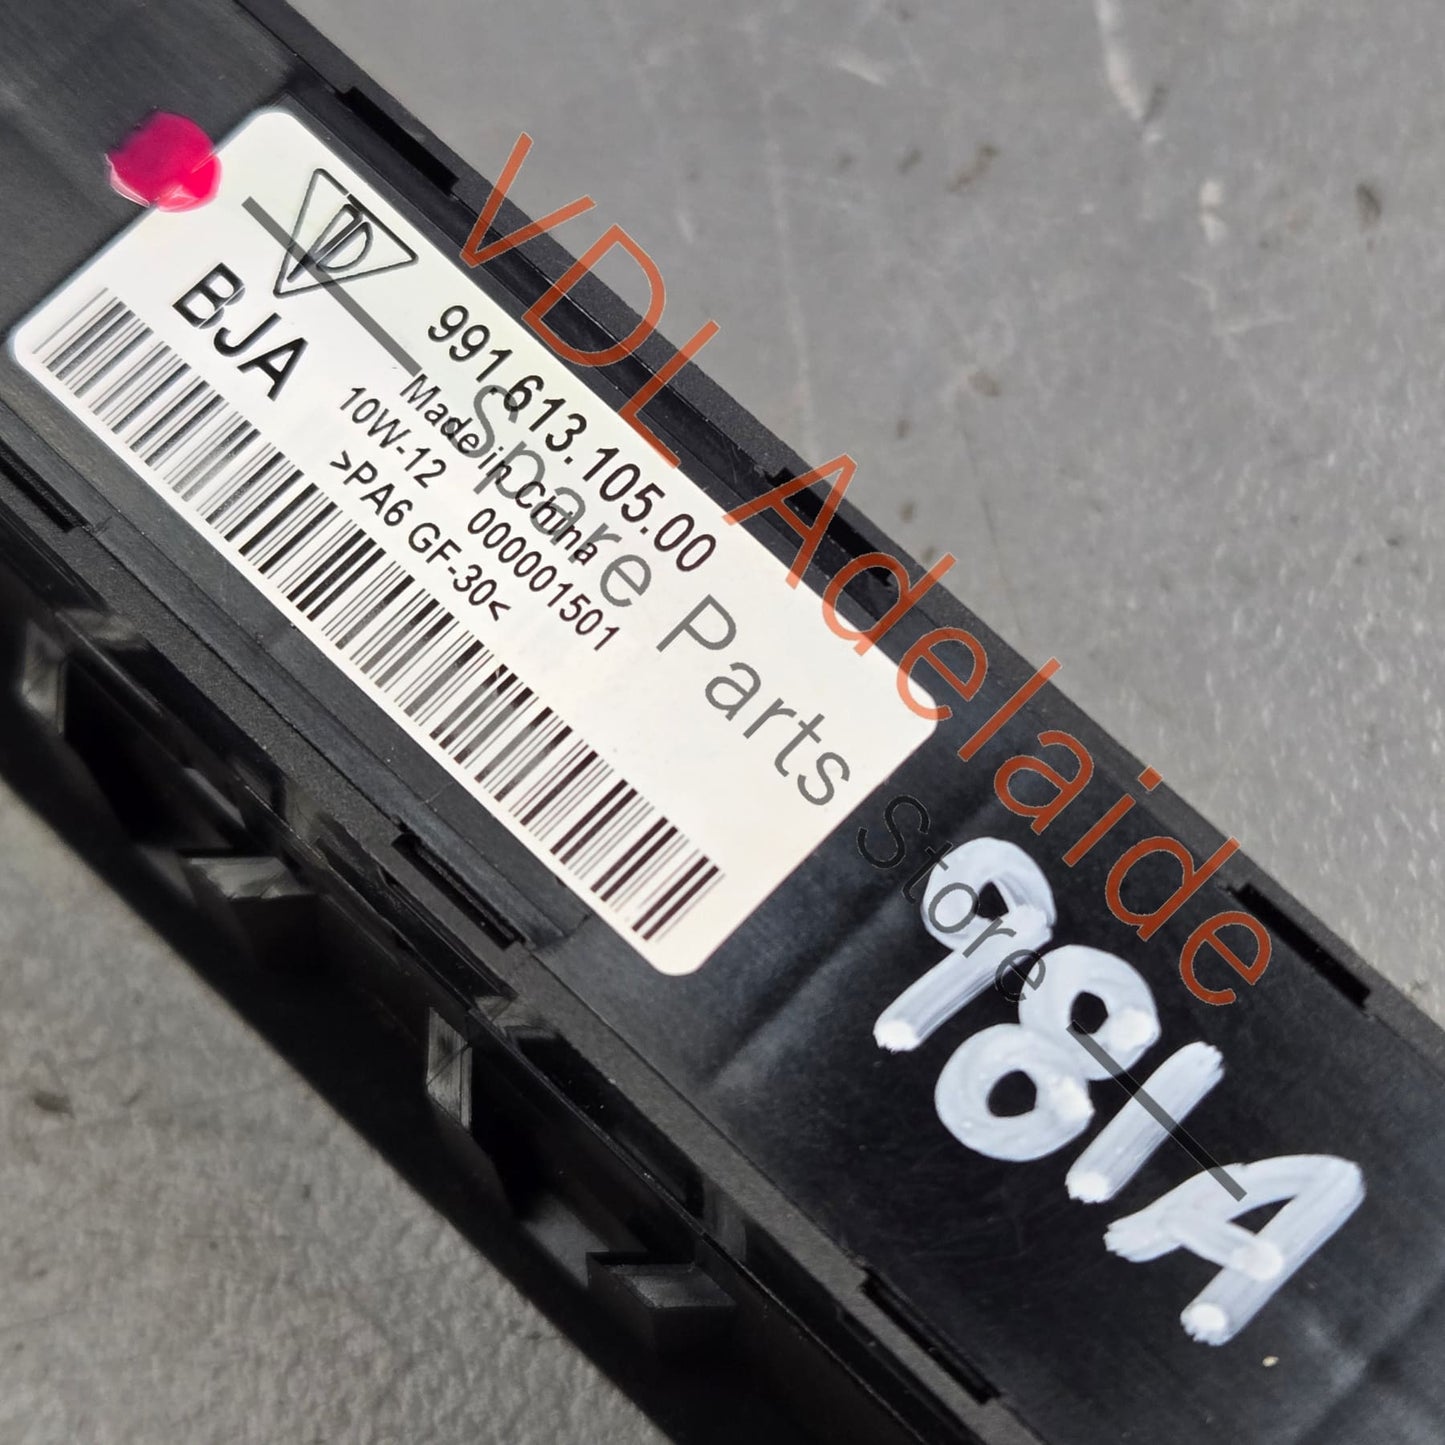 991.613.105.00
BJA
Made in China
10W-12 000001501
>PA6 GF-30<
981A
VDL Adelaide
Spare Parts Store